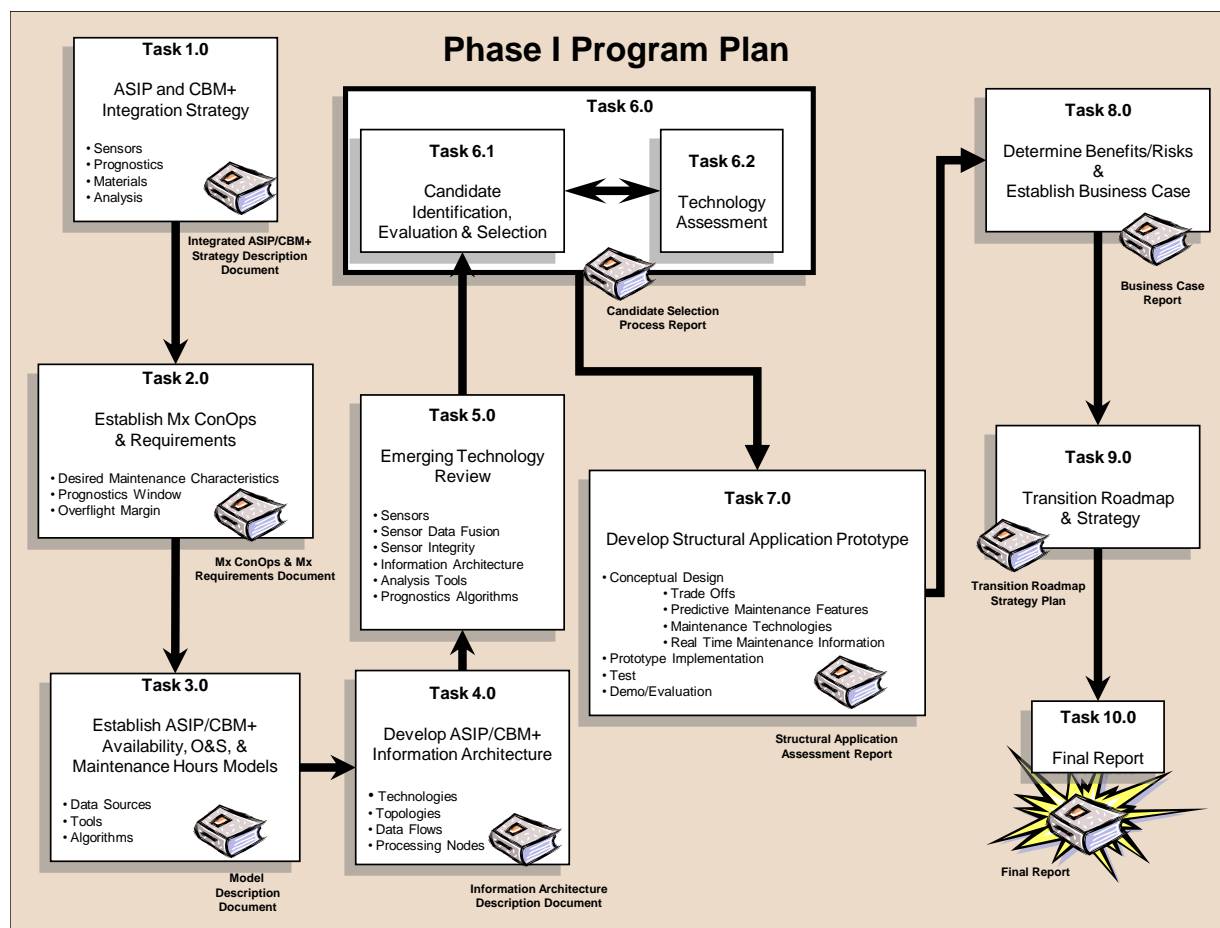 Phase I Program Plan
Task 1.0
ASIP and CBM+
Integration Strategy
• Sensors
• Prognostics
• Materials
• Analysis
Integrated ASIP/CBM+
Strategy Description
Document
Task 2.0
Establish Mx ConOps
& Requirements
• Desired Maintenance Characteristics
• Prognostics Window
• Overflight Margin
Mx ConOps & Mx
Requirements Document
Task 3.0
Establish ASIP/CBM+
Availability, O&S, &
Maintenance Hours Models
• Data Sources
• Tools
• Algorithms
Model
Description
Document
Task 4.0
Develop ASIP/CBM+
Information Architecture
• Technologies
• Topologies
• Data Flows
• Processing Nodes
Information Architecture
Description Document
Task 5.0
Emerging Technology
Review
• Sensors
• Sensor Data Fusion
• Sensor Integrity
• Information Architecture
• Analysis Tools
• Prognostics Algorithms
Task 6.0
Task 6.1
Candidate
Identification,
Evaluation & Selection
Task 6.2
Technology
Assessment
Candidate Selection
Process Report
Task 7.0
Develop Structural Application Prototype
• Conceptual Design
• Trade Offs
• Predictive Maintenance Features
• Maintenance Technologies
• Real Time Maintenance Information
• Prototype Implementation
• Test
• Demo/Evaluation
Structural Application
Assessment Report
Task 8.0
Determine Benefits/Risks
&
Establish Business Case
Business Case
Report
Task 9.0
Transition Roadmap
& Strategy
Transition Roadmap
Strategy Plan
Task 10.0
Final Report
Final Report